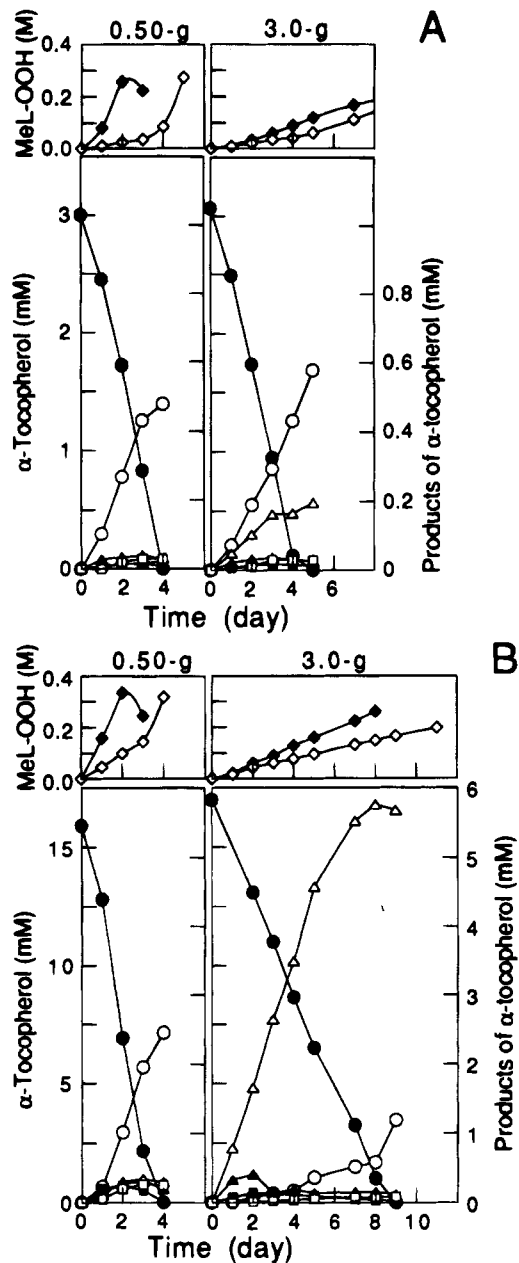 0.50-g 3.0-g A
MeL-OOH (M)
0.4
0.2
0.0
α-Tocopherol (mM)
3
2
1
0
Products of α-tocopherol (mM)
0.8
0.6
0.4
0.2
0
0 2 4 0 2 4 6
Time (day)
0.50-g 3.0-g B
MeL-OOH (M)
0.4
0.2
0.0
α-Tocopherol (mM)
15
10
5
0
Products of α-tocopherol (mM)
6
5
4
3
2
1
0
0 2 4 0 2 4 6 8 10
Time (day)